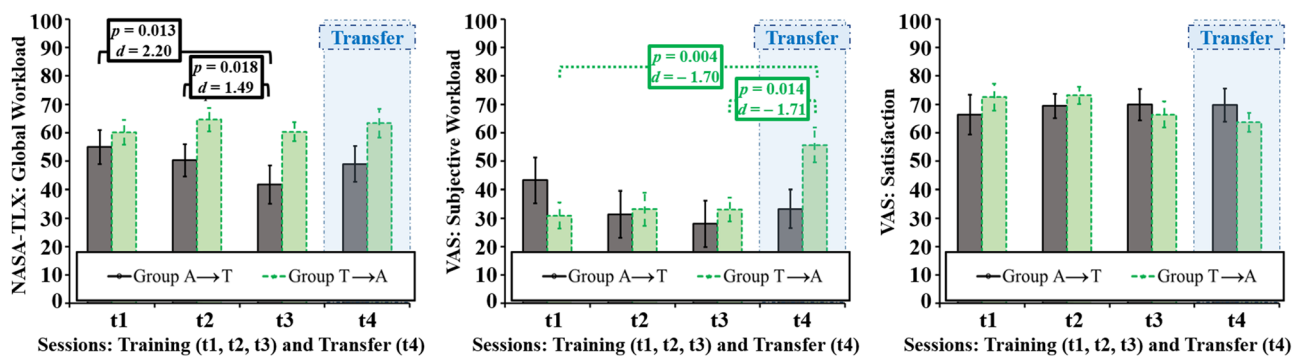 NASA-TLX: Global Workload
100
90
80
70
60
50
40
30
20
10
0
p = 0.013
d = 2.20
p = 0.018
d = 1.49
Transfer
Group A→T
Group T→A
t1 t2 t3 t4
Sessions: Training (t1, t2, t3) and Transfer (t4)
VAS: Subjective Workload
100
90
80
70
60
50
40
30
20
10
0
Transfer
p = 0.004
d = – 1.70
p = 0.014
d = – 1.71
Group A→T
Group T→A
t1 t2 t3 t4
Sessions: Training (t1, t2, t3) and Transfer (t4)
VAS: Satisfaction
100
90
80
70
60
50
40
30
20
10
0
Transfer
Group A→T
Group T→A
t1 t2 t3 t4
Sessions: Training (t1, t2, t3) and Transfer (t4)